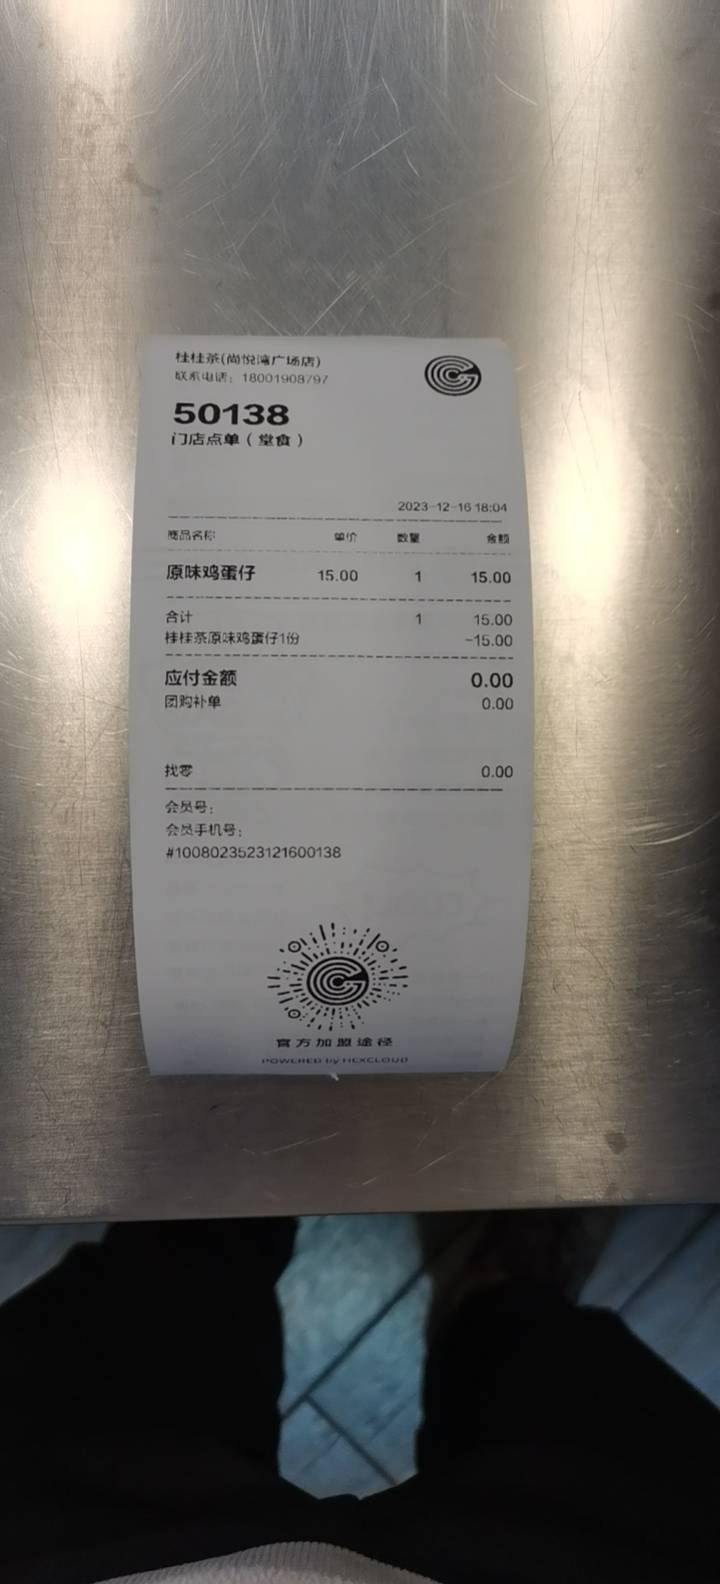 桂桂茶(尚悦湾广场店)
联系电话：18001908797
50138
门店点单（堂食）
2023-12-16 18:04
商品名称 单价 数量 金额
原味鸡蛋仔 15.00 1 15.00
合计 1 15.00
桂桂茶原味鸡蛋仔1份 -15.00
应付金额 0.00
团购补单 0.00
找零 0.00
会员号：
会员手机号：
#1008023523121600138
官方加盟途径
POWERED by HEXCLOUD